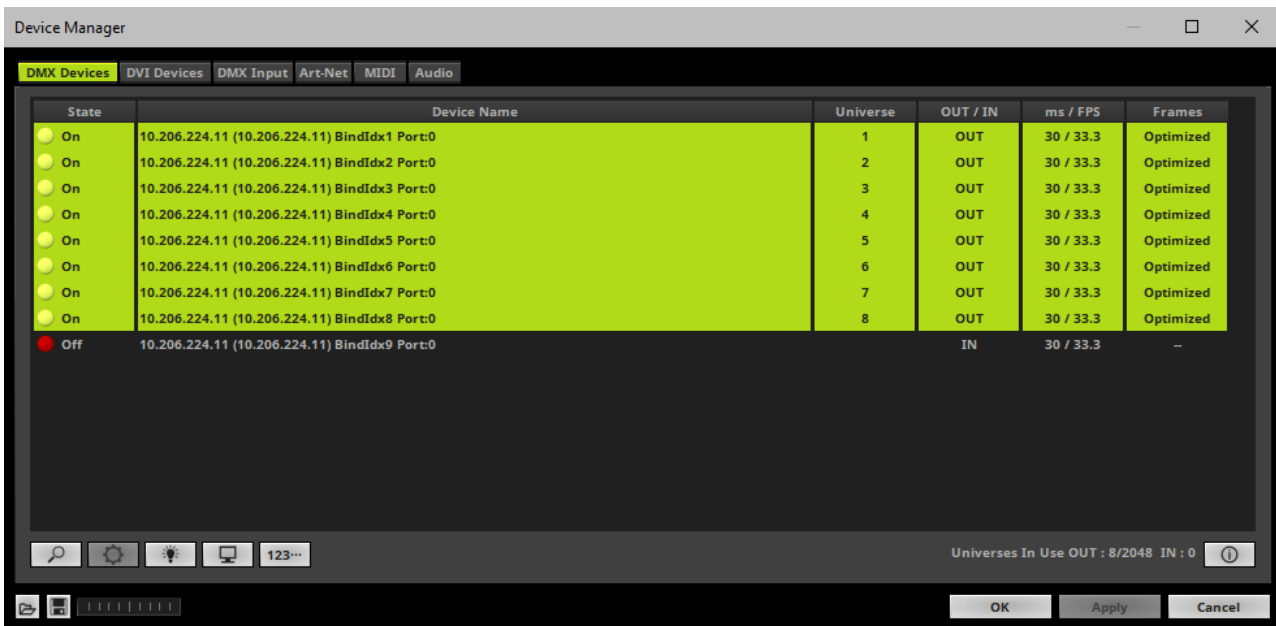 Device Manager
DMX Devices DVI Devices DMX Input Art-Net MIDI Audio
State Device Name Universe OUT / IN ms / FPS Frames
On 10.206.224.11 (10.206.224.11) BindIdx1 Port:0 1 OUT 30 / 33.3 Optimized
On 10.206.224.11 (10.206.224.11) BindIdx2 Port:0 2 OUT 30 / 33.3 Optimized
On 10.206.224.11 (10.206.224.11) BindIdx3 Port:0 3 OUT 30 / 33.3 Optimized
On 10.206.224.11 (10.206.224.11) BindIdx4 Port:0 4 OUT 30 / 33.3 Optimized
On 10.206.224.11 (10.206.224.11) BindIdx5 Port:0 5 OUT 30 / 33.3 Optimized
On 10.206.224.11 (10.206.224.11) BindIdx6 Port:0 6 OUT 30 / 33.3 Optimized
On 10.206.224.11 (10.206.224.11) BindIdx7 Port:0 7 OUT 30 / 33.3 Optimized
On 10.206.224.11 (10.206.224.11) BindIdx8 Port:0 8 OUT 30 / 33.3 Optimized
Off 10.206.224.11 (10.206.224.11) BindIdx9 Port:0 IN 30 / 33.3 --
123... Universes In Use OUT : 8/2048 IN : 0
OK Apply Cancel